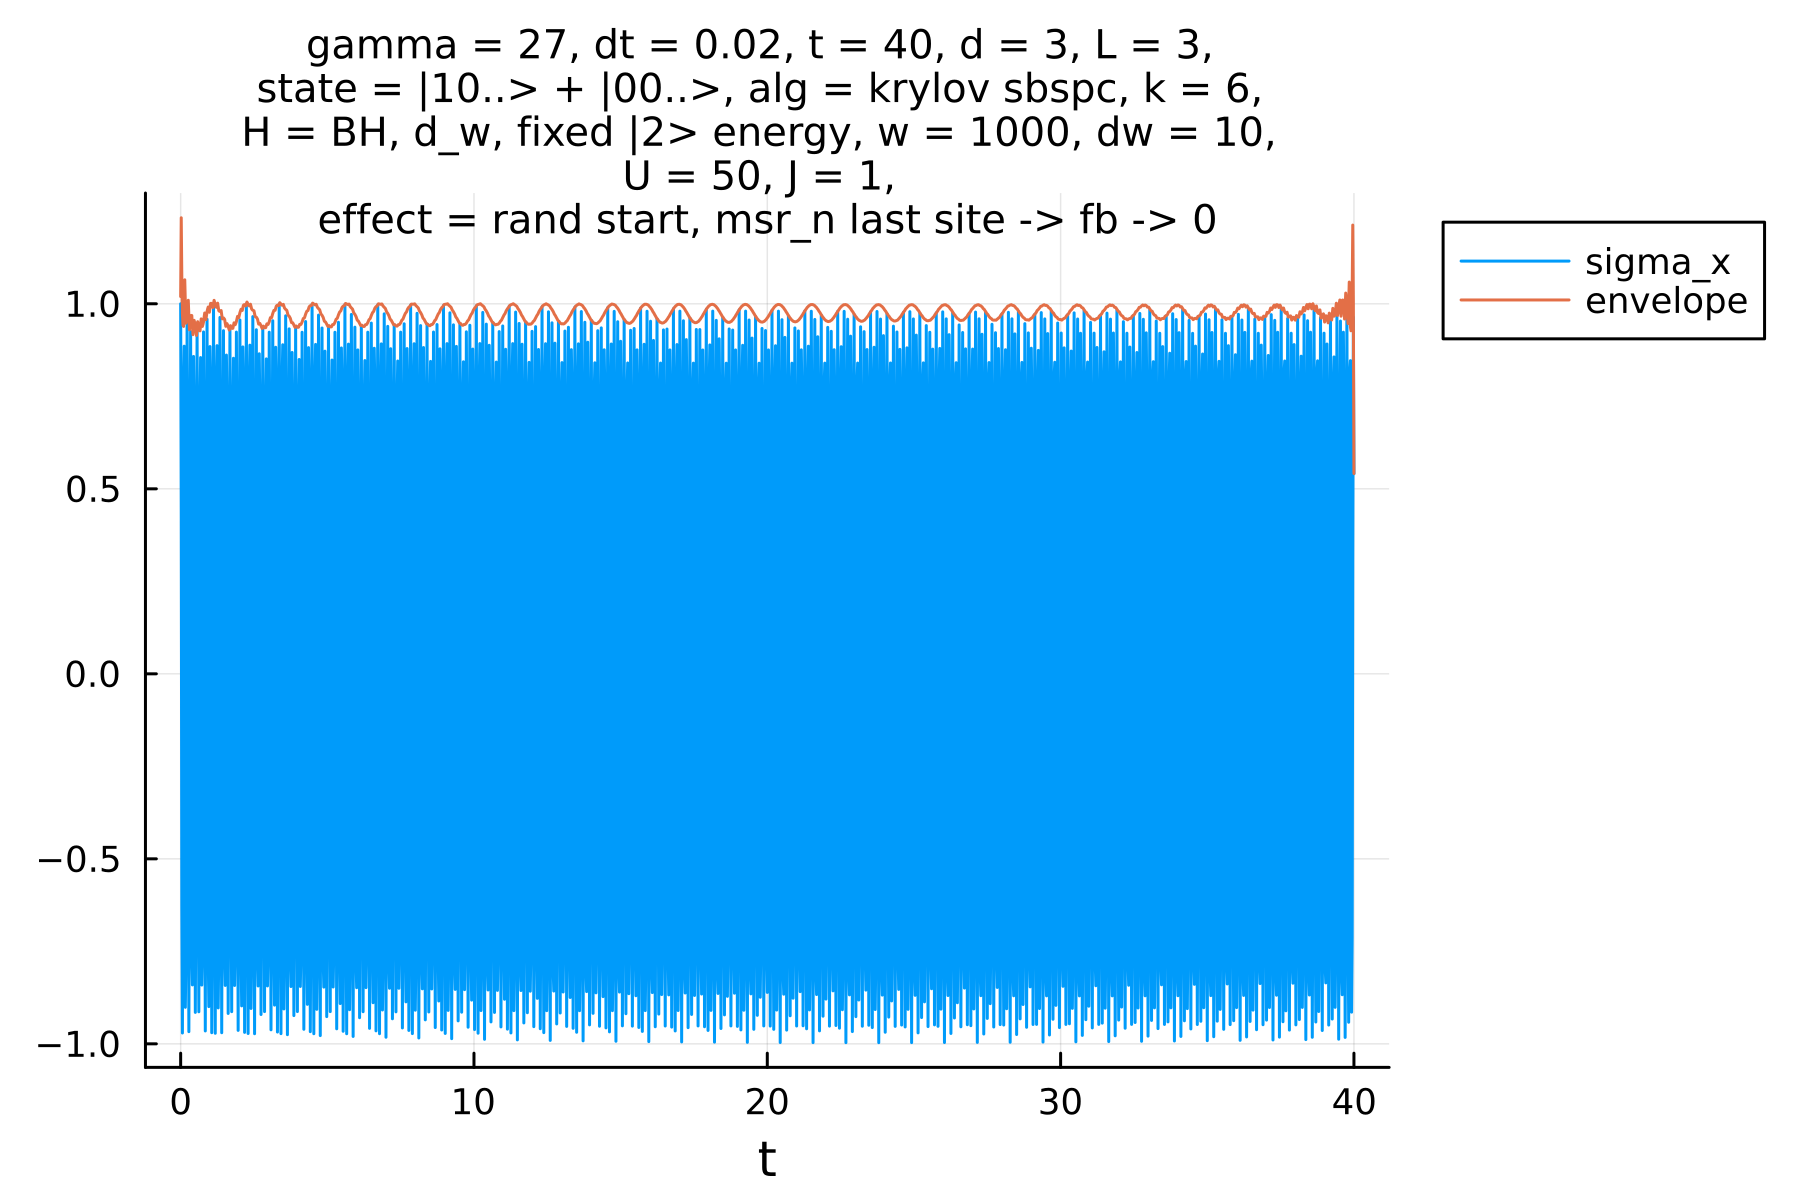 gamma = 27, dt = 0.02, t = 40, d = 3, L = 3,
state = |10..> + |00..>, alg = krylov sbspc, k = 6,
H = BH, d_w, fixed |2> energy, w = 1000, dw = 10,
U = 50, J = 1,
effect = rand start, msr_n last site -> fb -> 0
sigma_x
envelope
1.0
0.5
0.0
−0.5
−1.0
0 10 20 30 40
t